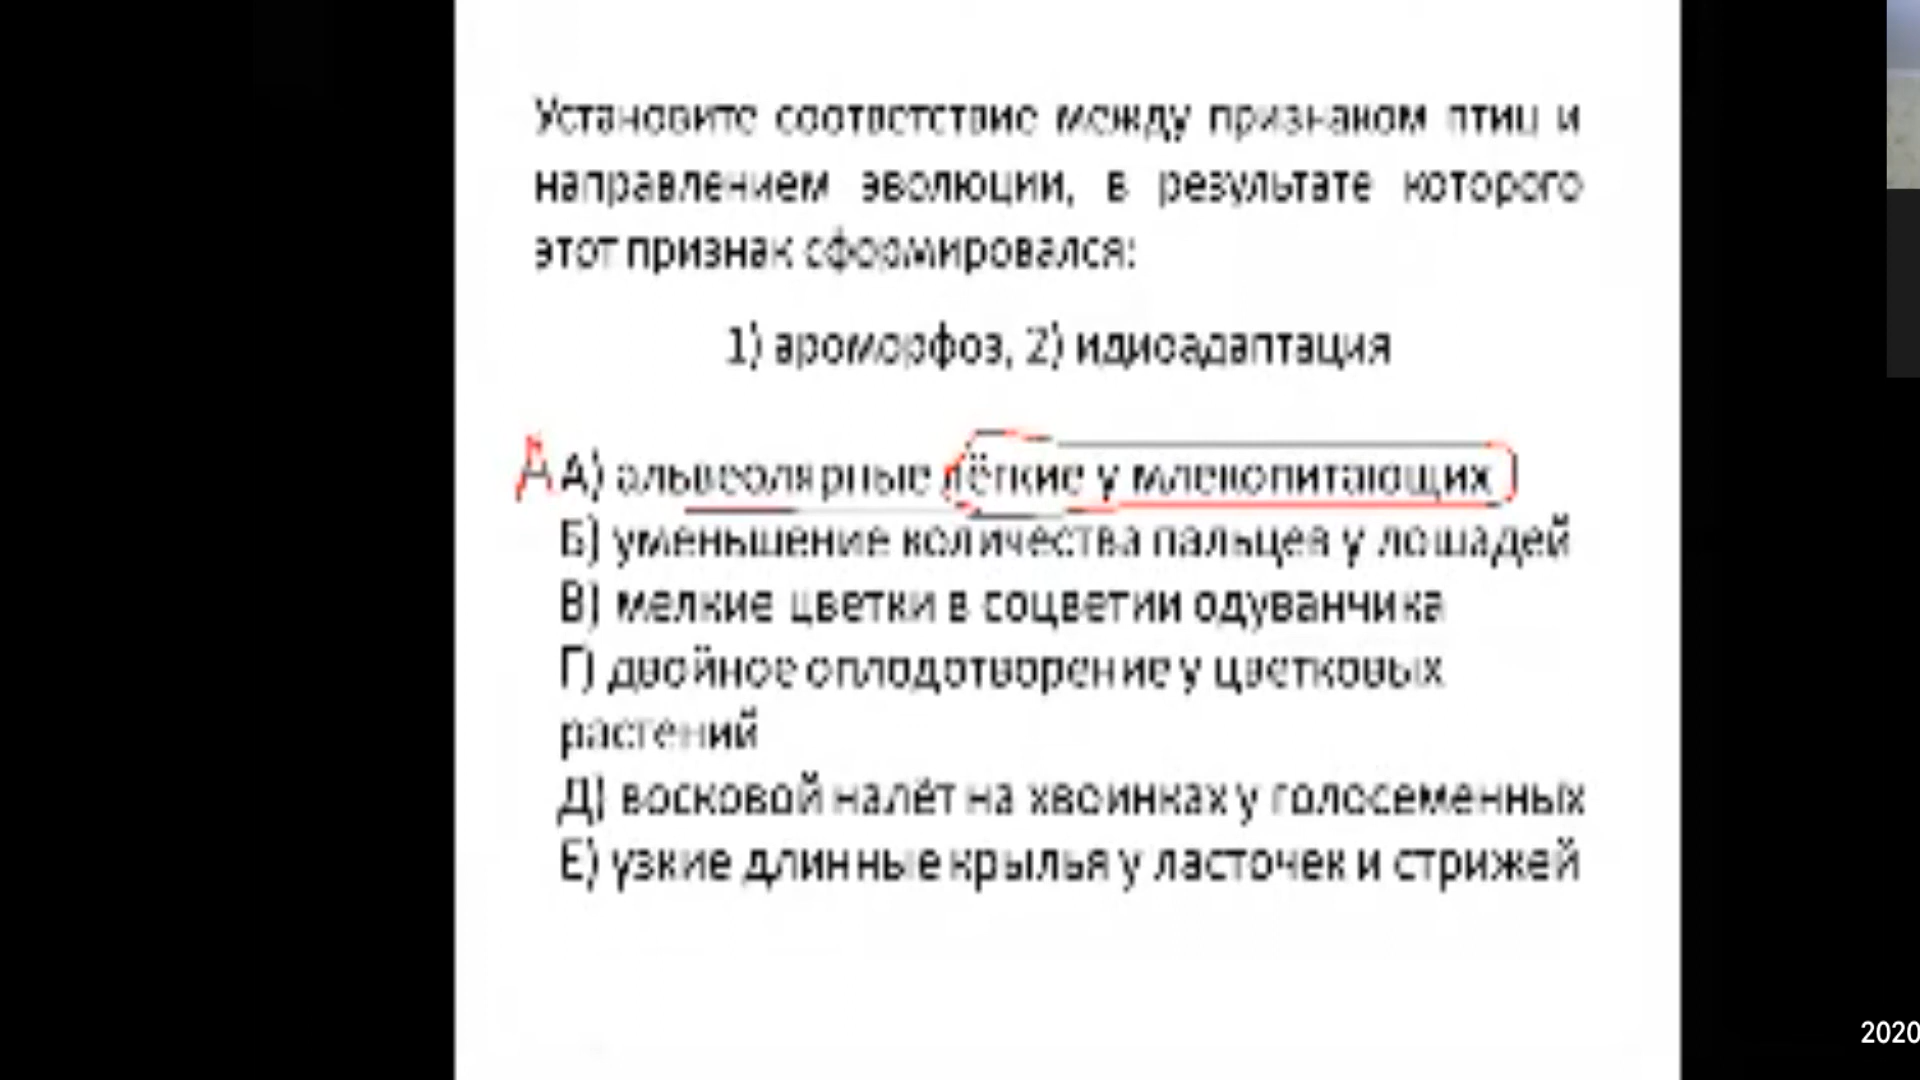 Установите соответствие между признаком птиц и
направлением эволюции, в результате которого
этот признак сформировался:
1) ароморфоз, 2) идиоадаптация
А А) альвеолярные лёгкие у млекопитающих
Б) уменьшение количества пальцев у лошадей
В) мелкие цветки в соцветии одуванчика
Г) двойное оплодотворение у цветковых
растений
Д) восковой налёт на хвоинках у голосеменных
Е) узкие длинные крылья у ласточек и стрижей
2020